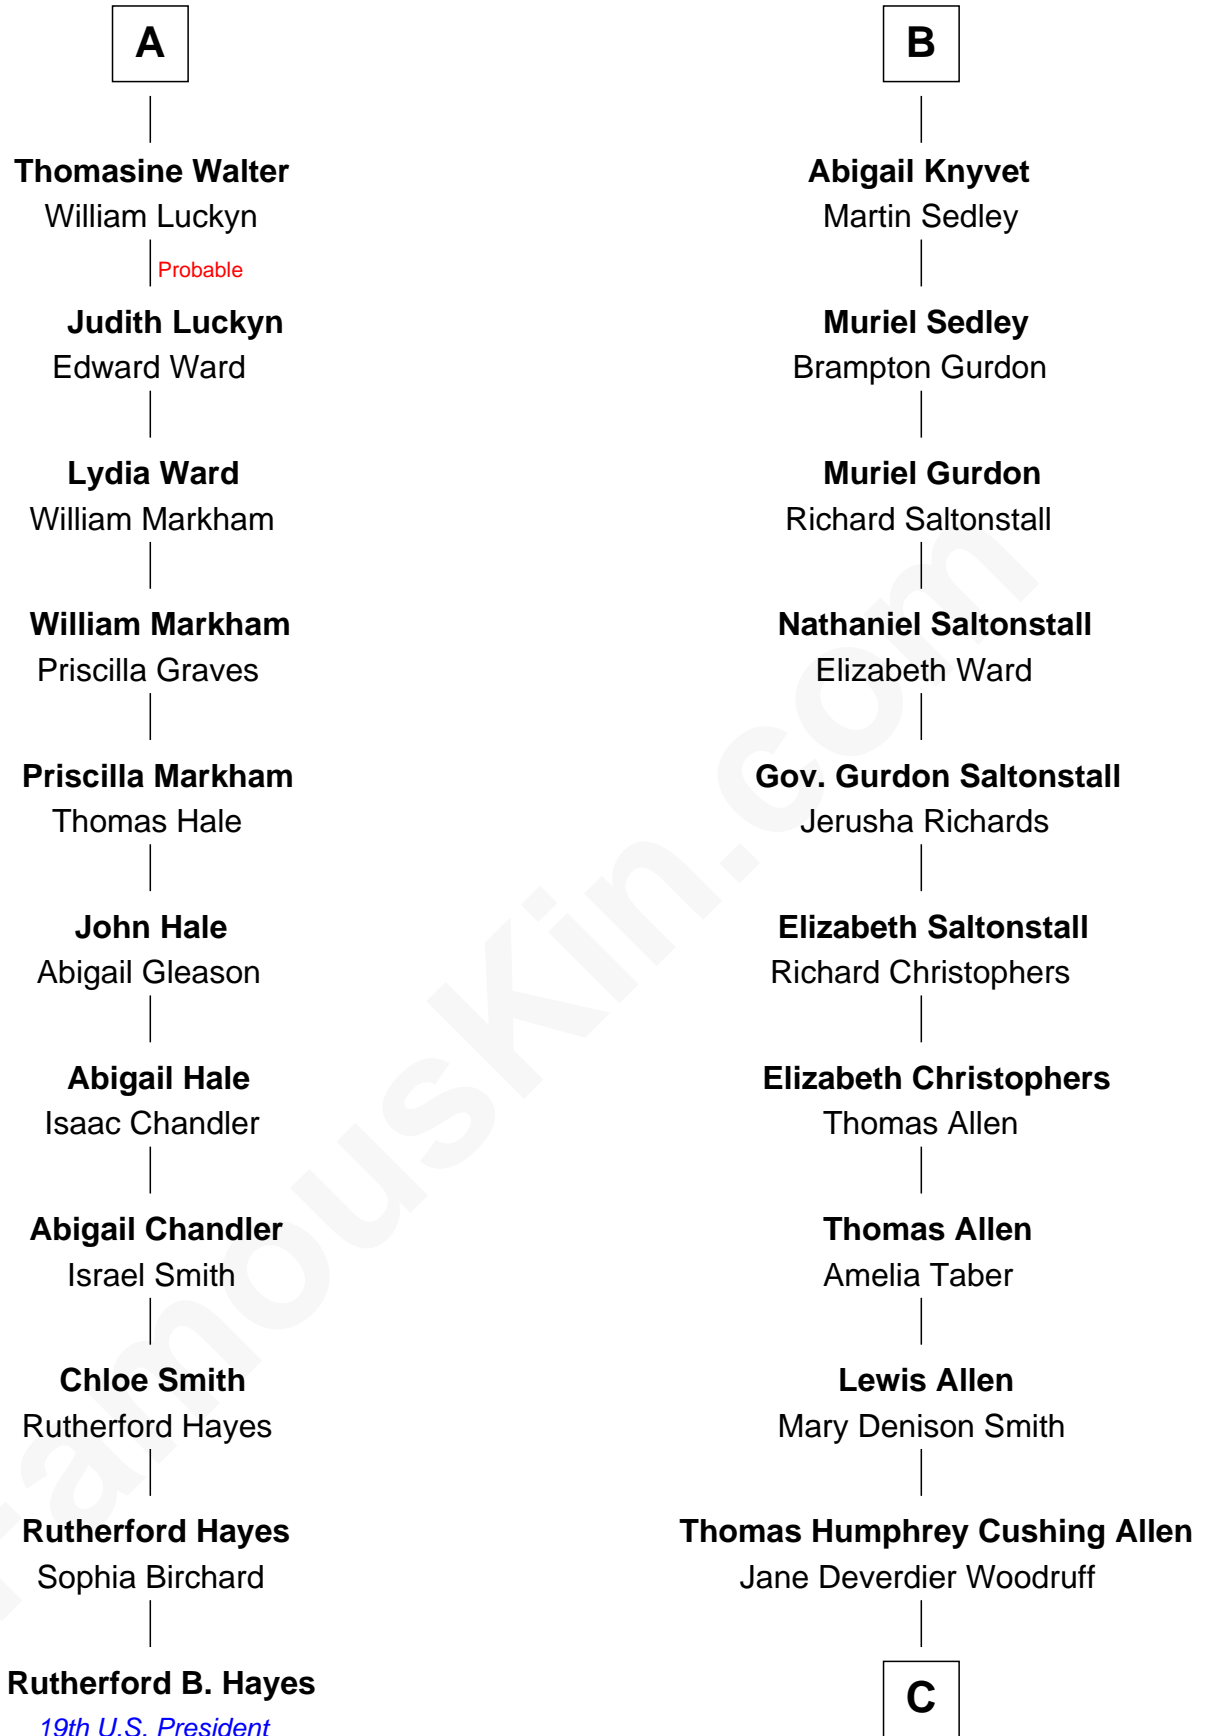 A
Thomasine Walter
William Luckyn
Probable
Judith Luckyn
Edward Ward
Lydia Ward
William Markham
William Markham
Priscilla Graves
Priscilla Markham
Thomas Hale
John Hale
Abigail Gleason
Abigail Hale
Isaac Chandler
Abigail Chandler
Israel Smith
Chloe Smith
Rutherford Hayes
Rutherford Hayes
Sophia Birchard
Rutherford B. Hayes
19th U.S. President
B
Abigail Knyvet
Martin Sedley
Muriel Sedley
Brampton Gurdon
Muriel Gurdon
Richard Saltonstall
Nathaniel Saltonstall
Elizabeth Ward
Gov. Gurdon Saltonstall
Jerusha Richards
Elizabeth Saltonstall
Richard Christophers
Elizabeth Christophers
Thomas Allen
Thomas Allen
Amelia Taber
Lewis Allen
Mary Denison Smith
Thomas Humphrey Cushing Allen
Jane Deverdier Woodruff
C
FamousKin.com